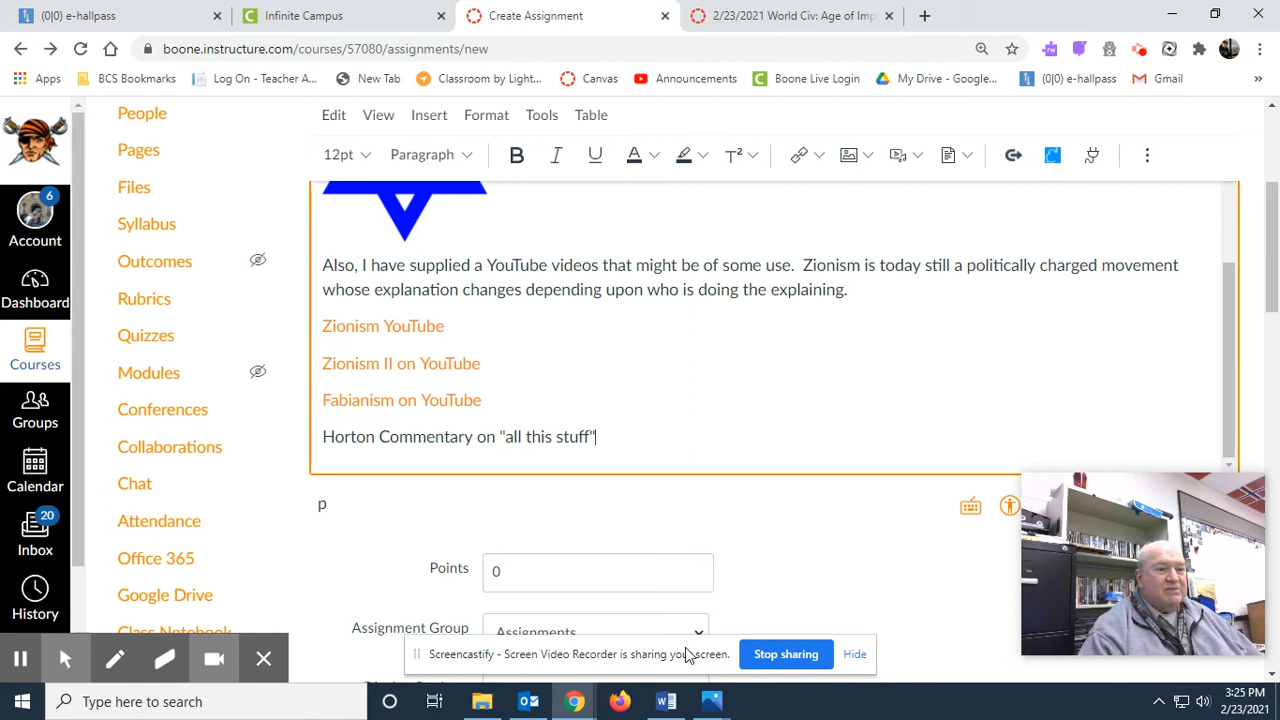 (0|0) e-hallpass
Infinite Campus
Create Assignment
2/23/2021 World Civ: Age of Imp
boone.instructure.com/courses/57080/assignments/new
Apps
BCS Bookmarks
Log On - Teacher A...
New Tab
Classroom by Light...
Canvas
Announcements
Boone Live Login
My Drive - Google...
(0|0) e-hallpass
Gmail
»
6
Account
Dashboard
Courses
Groups
Calendar
20
Inbox
History
People
Pages
Files
Syllabus
Outcomes
Rubrics
Quizzes
Modules
Conferences
Collaborations
Chat
Attendance
Office 365
Google Drive
Class Notebook
Edit View Insert Format Tools Table
12pt Paragraph B I U A T²
Also, I have supplied a YouTube videos that might be of some use. Zionism is today still a politically charged movement
whose explanation changes depending upon who is doing the explaining.
Zionism YouTube
Zionism II on YouTube
Fabianism on YouTube
Horton Commentary on "all this stuff"
p
Points 0
Assignment Group Assignments
Screencastify - Screen Video Recorder is sharing your screen.
Stop sharing
Hide
Type here to search
3:25 PM
2/23/2021